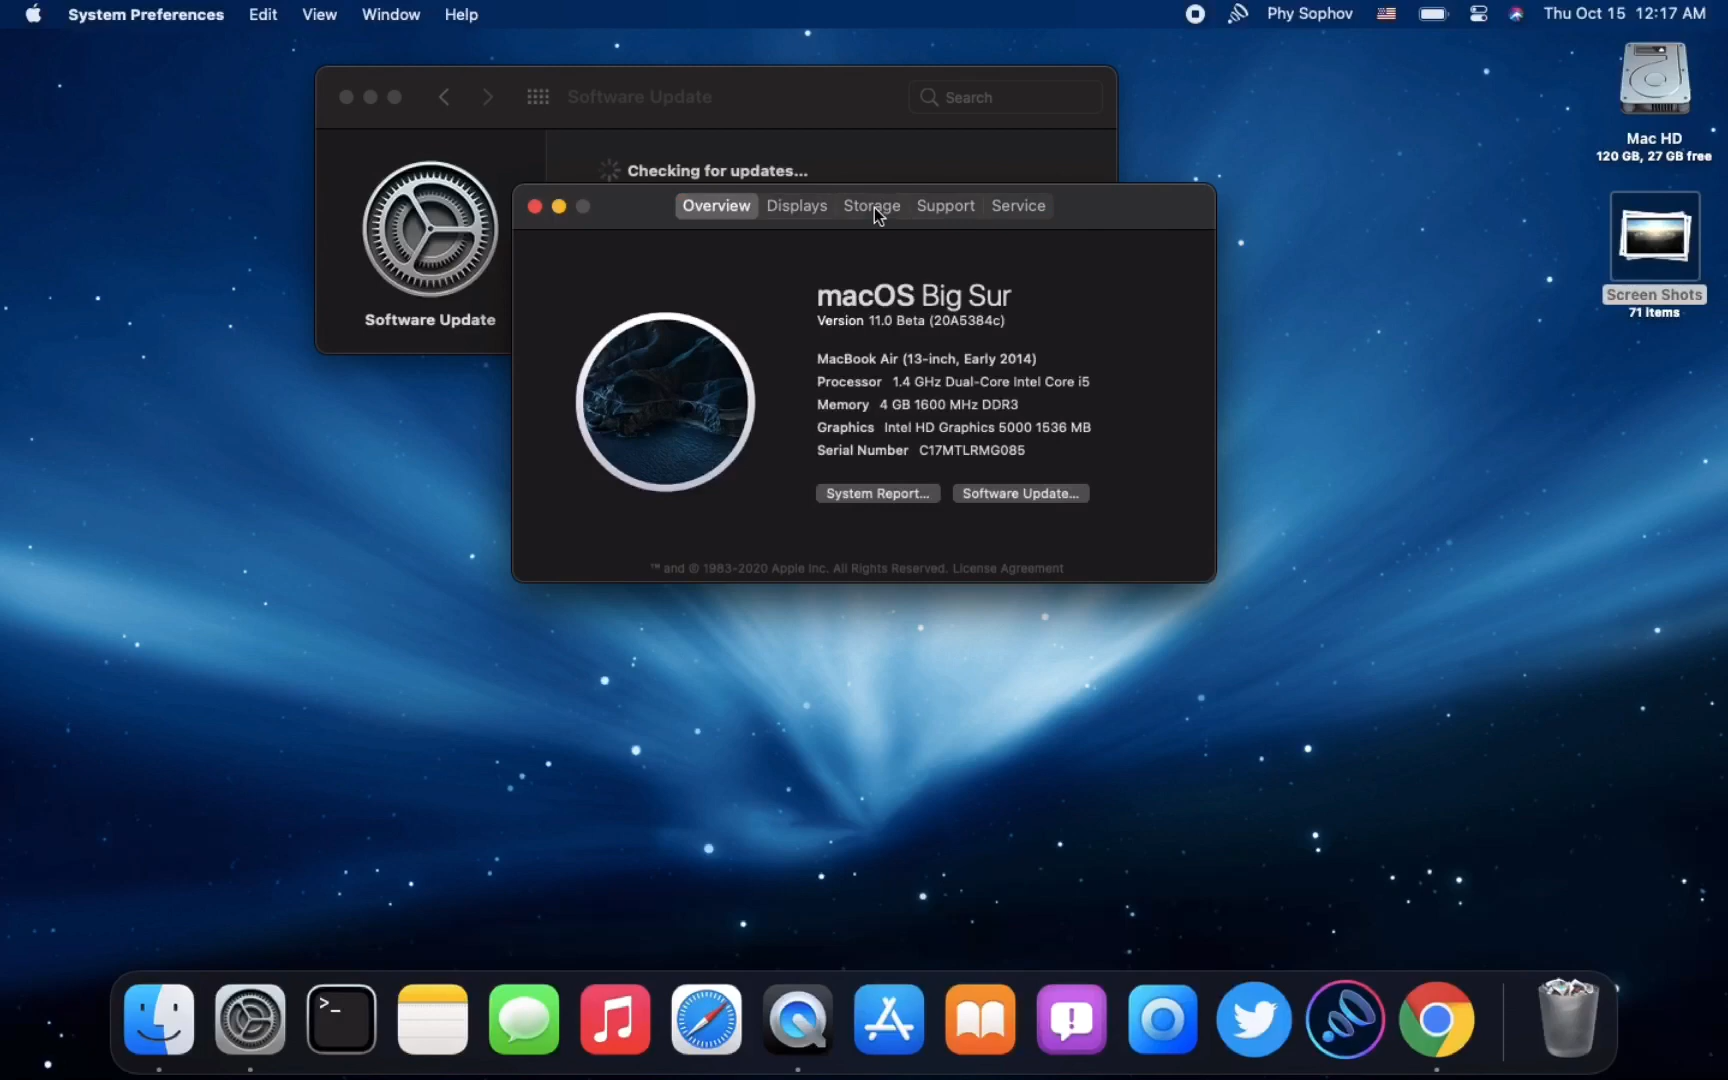 System Preferences Edit View Window Help Phy Sophov Thu Oct 15 12:17 AM
Mac HD
120 GB, 27 GB free
Screen Shots
71 Items
Software Update Search
Checking for updates...
Software Update
Overview Displays Storage Support Service
macOS Big Sur
Version 11.0 Beta (20A5384c)
MacBook Air (13-inch, Early 2014)
Processor 1.4 GHz Dual-Core Intel Core i5
Memory 4 GB 1600 MHz DDR3
Graphics Intel HD Graphics 5000 1536 MB
Serial Number C17MTLRMG085
System Report... Software Update...
™ and © 1983-2020 Apple Inc. All Rights Reserved. License Agreement
>_